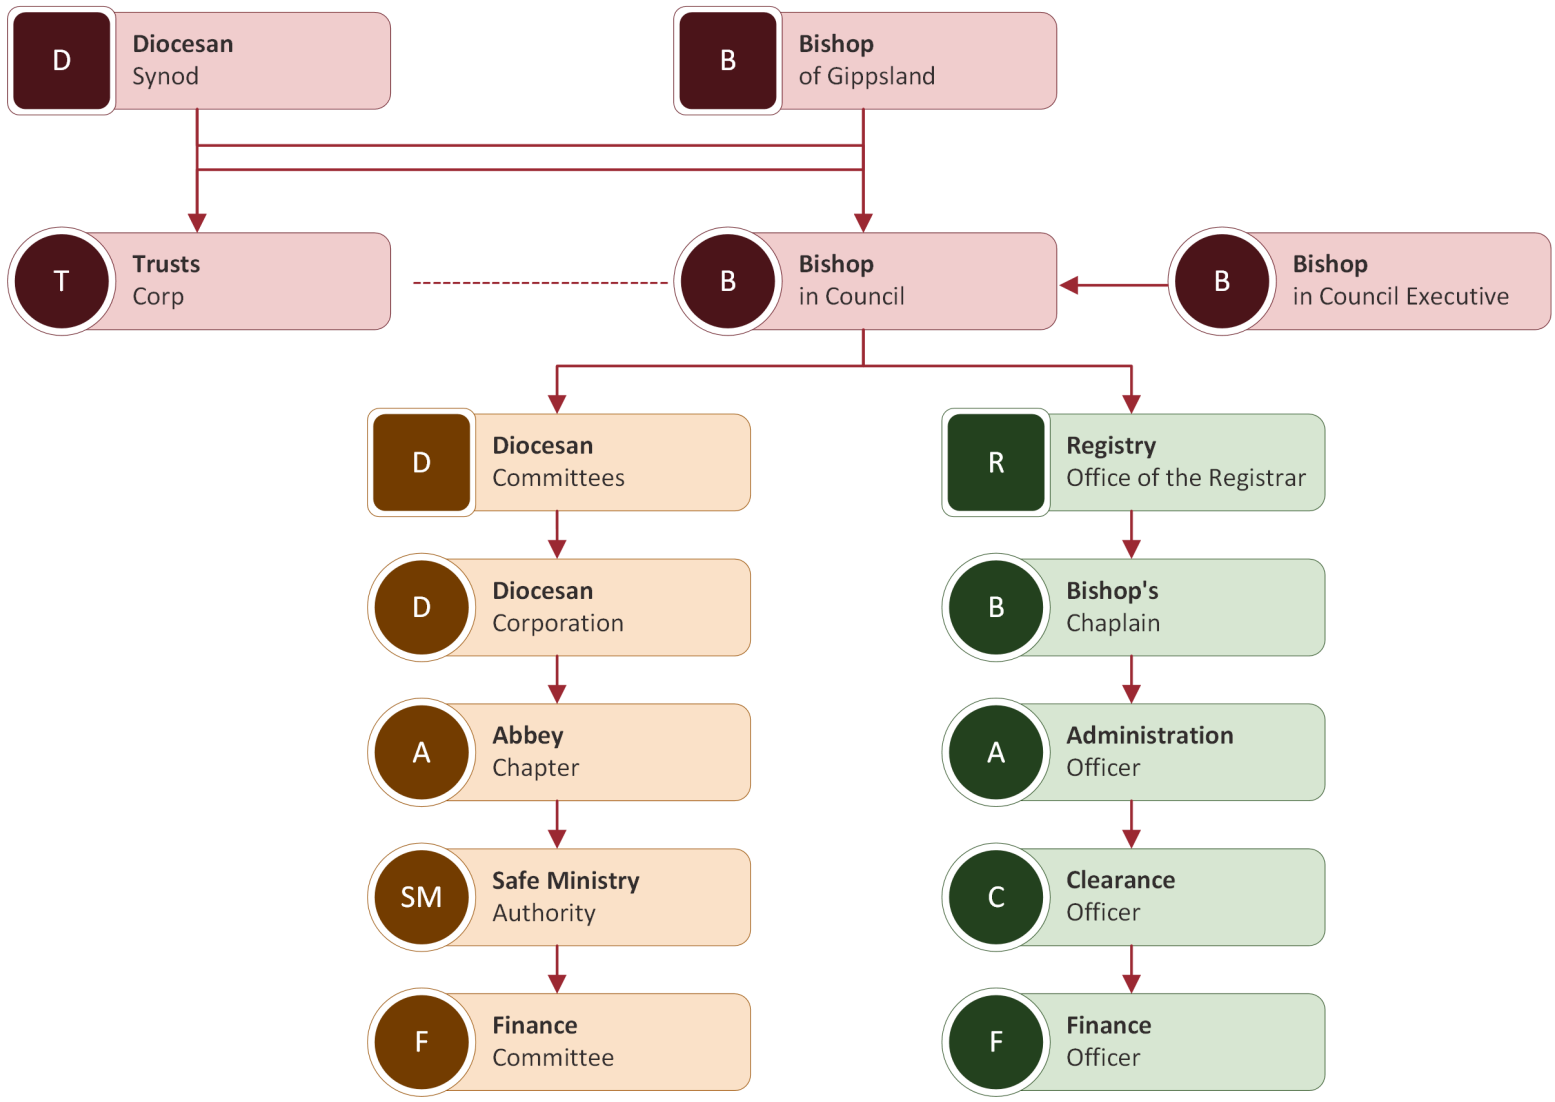 D
Diocesan
Synod
B
Bishop
of Gippsland
T
Trusts
Corp
B
Bishop
in Council
B
Bishop
in Council Executive
D
Diocesan
Committees
R
Registry
Office of the Registrar
D
Diocesan
Corporation
B
Bishop's
Chaplain
A
Abbey
Chapter
A
Administration
Officer
SM
Safe Ministry
Authority
C
Clearance
Officer
F
Finance
Committee
F
Finance
Officer